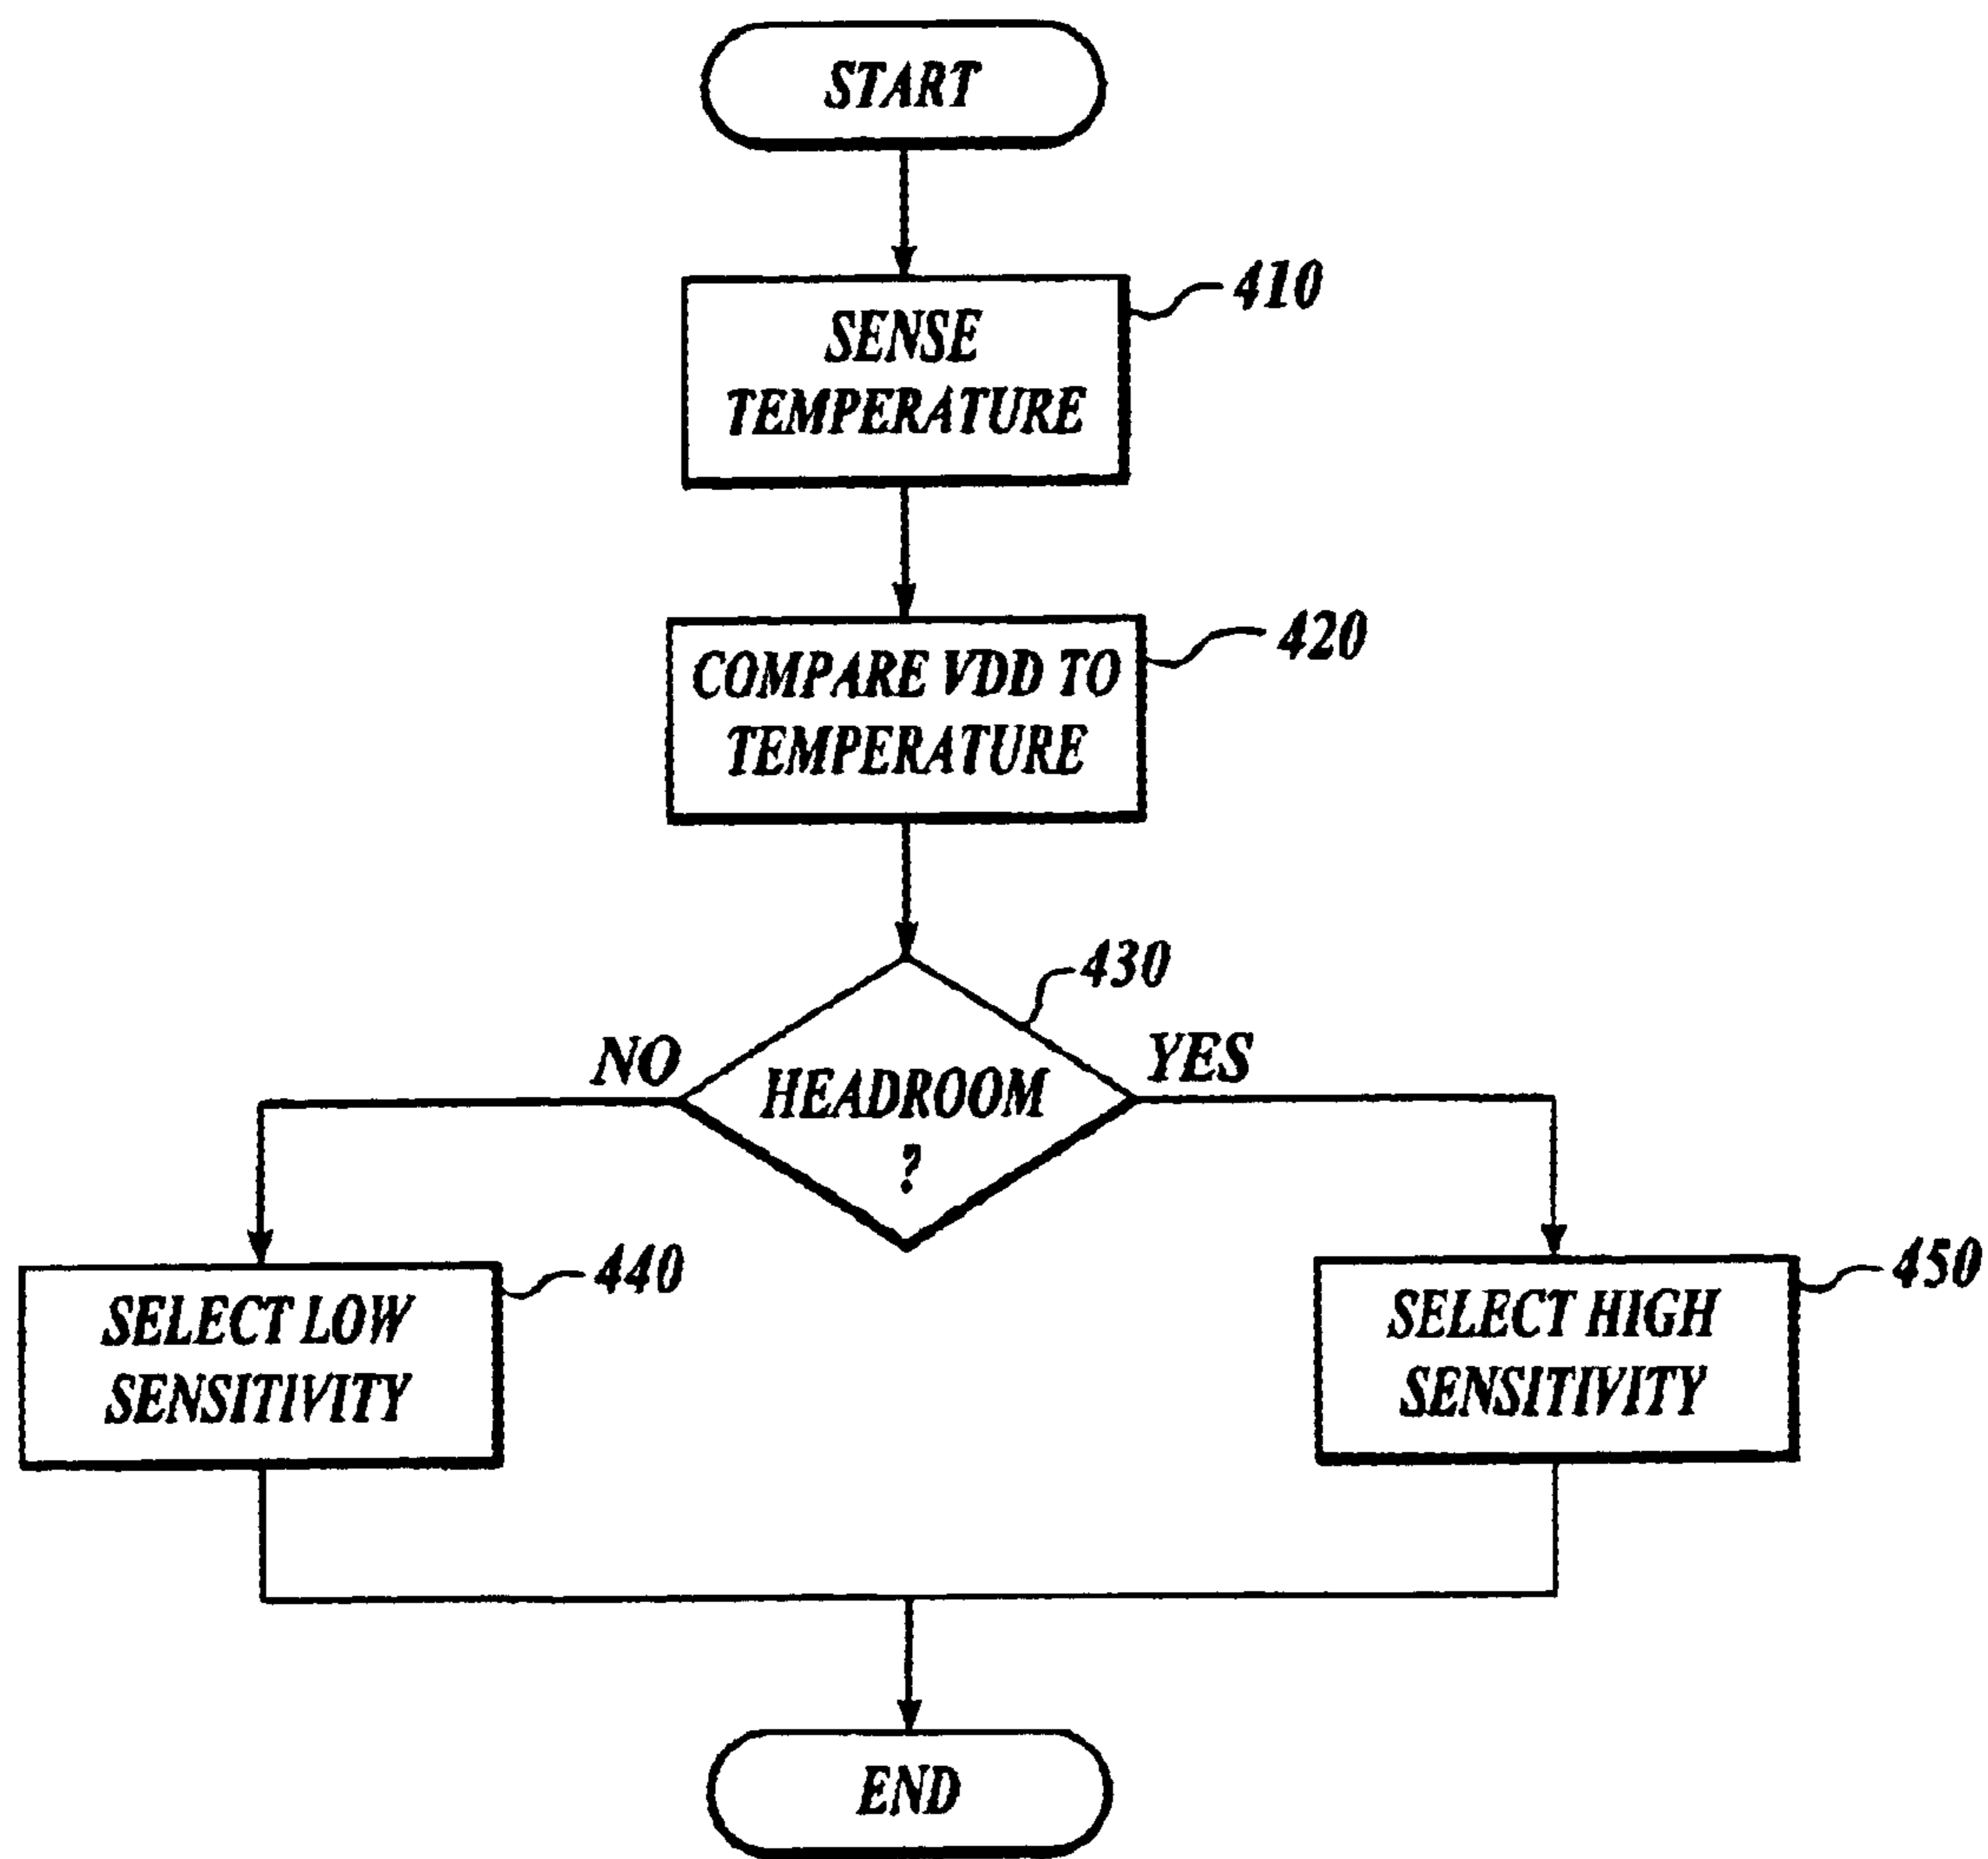 START
410
SENSE
TEMPERATURE
420
COMPARE VDD TO
TEMPERATURE
430
NO
YES
HEADROOM
?
440
SELECT LOW
SENSITIVITY
450
SELECT HIGH
SENSITIVITY
END